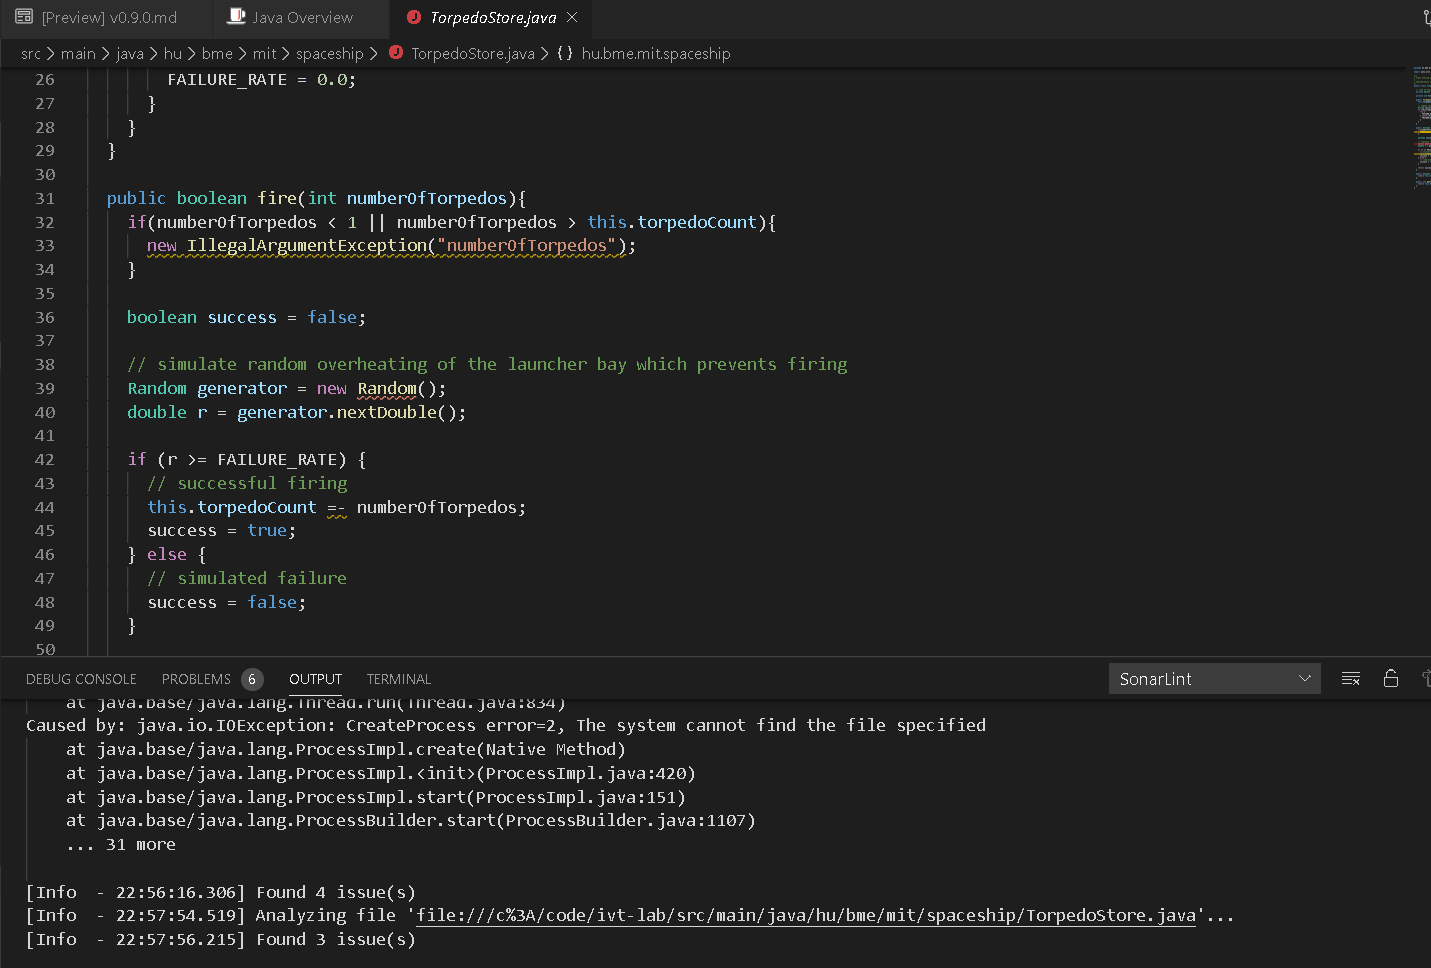 [Preview] v0.9.0.md Java Overview TorpedoStore.java
src > main > java > hu > bme > mit > spaceship > TorpedoStore.java > {} hu.bme.mit.spaceship
26 FAILURE_RATE = 0.0;
27 }
28 }
29 }
30
31 public boolean fire(int numberOfTorpedos){
32 if(numberOfTorpedos < 1 || numberOfTorpedos > this.torpedoCount){
33 new IllegalArgumentException("numberOfTorpedos");
34 }
35
36 boolean success = false;
37
38 // simulate random overheating of the launcher bay which prevents firing
39 Random generator = new Random();
40 double r = generator.nextDouble();
41
42 if (r >= FAILURE_RATE) {
43 // successful firing
44 this.torpedoCount =- numberOfTorpedos;
45 success = true;
46 } else {
47 // simulated failure
48 success = false;
49 }
50
DEBUG CONSOLE PROBLEMS 6 OUTPUT TERMINAL SonarLint
at java.base/java.lang.Thread.run(Thread.java:834)
Caused by: java.io.IOException: CreateProcess error=2, The system cannot find the file specified
at java.base/java.lang.ProcessImpl.create(Native Method)
at java.base/java.lang.ProcessImpl.<init>(ProcessImpl.java:420)
at java.base/java.lang.ProcessImpl.start(ProcessImpl.java:151)
at java.base/java.lang.ProcessBuilder.start(ProcessBuilder.java:1107)
... 31 more
[Info - 22:56:16.306] Found 4 issue(s)
[Info - 22:57:54.519] Analyzing file 'file:///c%3A/code/ivt-lab/src/main/java/hu/bme/mit/spaceship/TorpedoStore.java'...
[Info - 22:57:56.215] Found 3 issue(s)